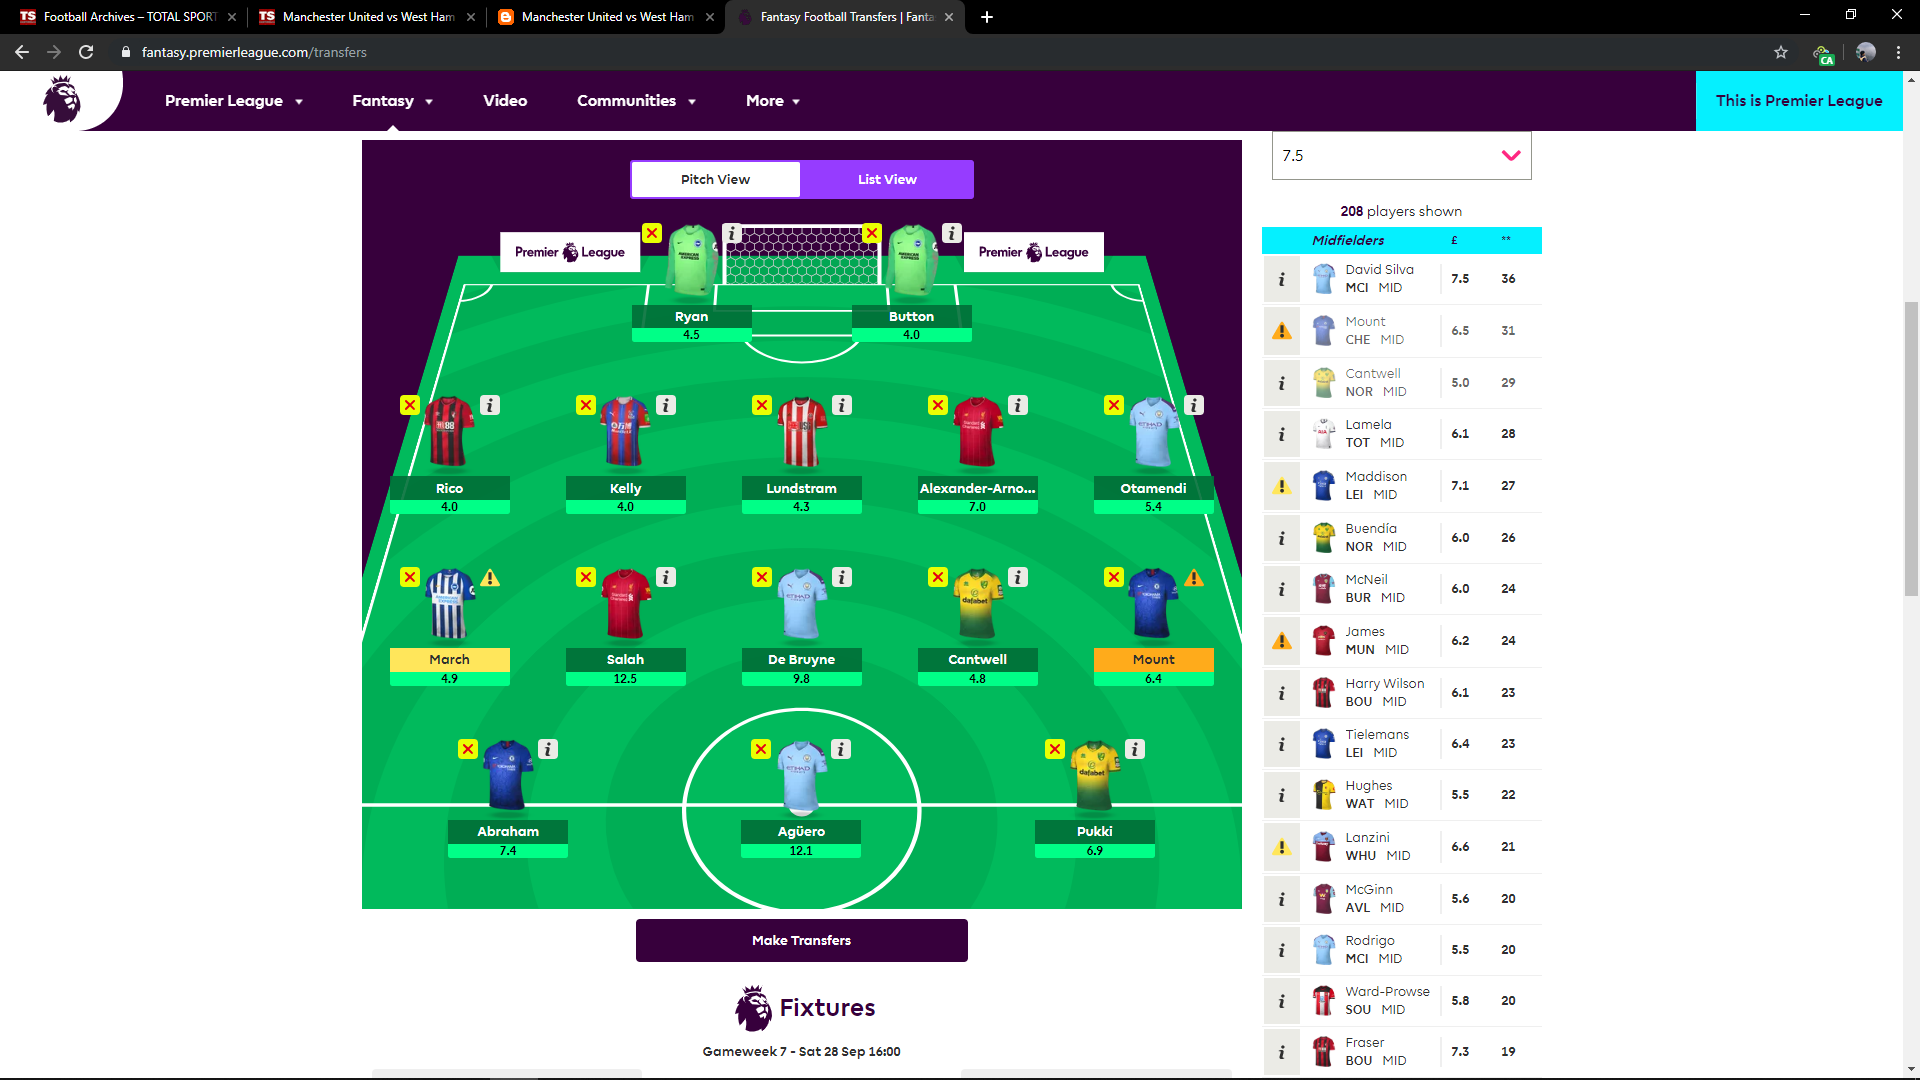 Football Archives – TOTAL SPORT
Manchester United vs West Ham
Manchester United vs West Ham
Fantasy Football Transfers | Fanta
fantasy.premierleague.com/transfers
CA
Premier League
Fantasy
Video
Communities
More
This is Premier League
Pitch View
List View
Premier League
Premier League
Ryan
4.5
Button
4.0
Rico
4.0
Kelly
4.0
Lundstram
4.3
Alexander-Arno...
7.0
Otamendi
5.4
March
4.9
Salah
12.5
De Bruyne
9.8
Cantwell
4.8
Mount
6.4
Abraham
7.4
Agüero
12.1
Pukki
6.9
Make Transfers
Fixtures
Gameweek 7 - Sat 28 Sep 16:00
7.5
208 players shown
Midfielders £ **
David Silva
MCI MID 7.5 36
Mount
CHE MID 6.5 31
Cantwell
NOR MID 5.0 29
Lamela
TOT MID 6.1 28
Maddison
LEI MID 7.1 27
Buendía
NOR MID 6.0 26
McNeil
BUR MID 6.0 24
James
MUN MID 6.2 24
Harry Wilson
BOU MID 6.1 23
Tielemans
LEI MID 6.4 23
Hughes
WAT MID 5.5 22
Lanzini
WHU MID 6.6 21
McGinn
AVL MID 5.6 20
Rodrigo
MCI MID 5.5 20
Ward-Prowse
SOU MID 5.8 20
Fraser
BOU MID 7.3 19